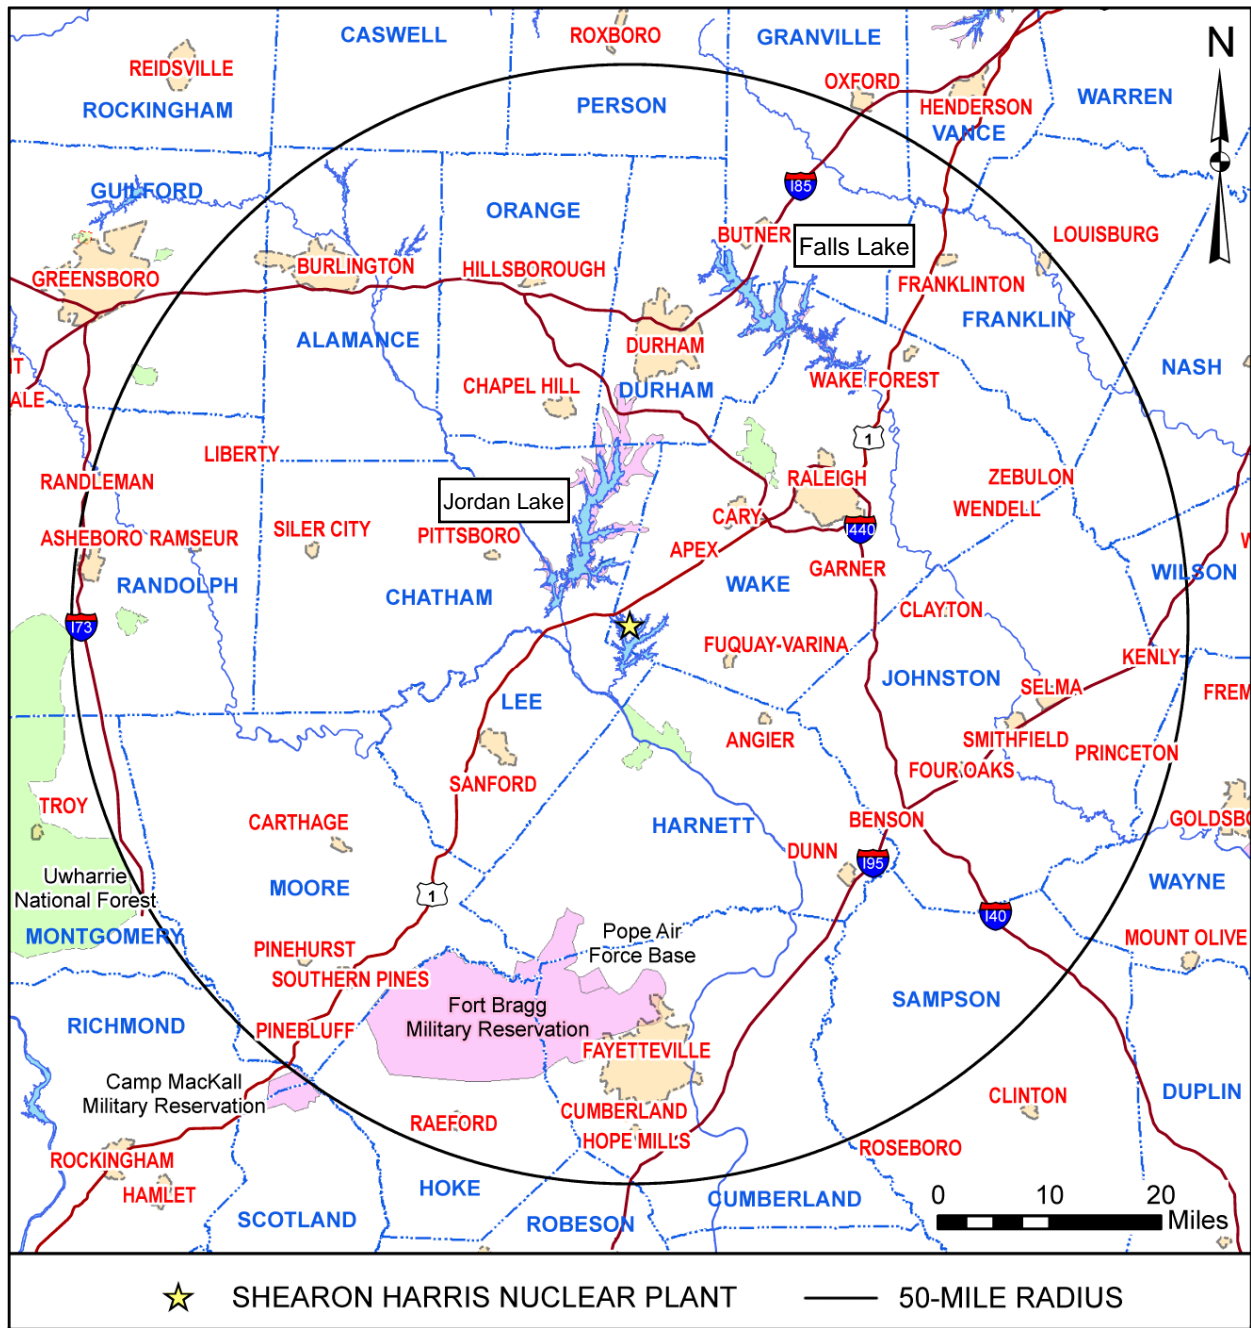 CASWELL
ROXBORO
GRANVILLE
N
REIDSVILLE
OXFORD
ROCKINGHAM
PERSON
HENDERSON
WARREN
VANCE
I85
GUILFORD
ORANGE
BUTNER
Falls Lake
LOUISBURG
GREENSBORO
BURLINGTON
HILLSBOROUGH
FRANKLINTON
FRANKLIN
ALAMANCE
DURHAM
IT
NASH
ALE
CHAPEL HILL
DURHAM
WAKE FOREST
1
LIBERTY
RANDLEMAN
RALEIGH
ZEBULON
Jordan Lake
WENDELL
CARY
ASHEBORO
RAMSEUR
SILER CITY
PITTSBORO
I440
W
APEX
RANDOLPH
CHATHAM
WAKE
GARNER
WILSON
I73
CLAYTON
FUQUAY-VARINA
KENLY
JOHNSTON
SELMA
FREM
LEE
ANGIER
SMITHFIELD
PRINCETON
SANFORD
FOUR OAKS
TROY
CARTHAGE
HARNETT
BENSON
GOLDSBO
DUNN
I95
Uwharrie
National Forest
MOORE
1
WAYNE
I40
MONTGOMERY
PINEHURST
Pope Air
Force Base
MOUNT OLIVE
SOUTHERN PINES
SAMPSON
RICHMOND
PINEBLUFF
Fort Bragg
Military Reservation
FAYETTEVILLE
Camp MacKall
Military Reservation
DUPLIN
CLINTON
RAEFORD
CUMBERLAND
HOPE MILLS
ROSEBORO
ROCKINGHAM
HAMLET
HOKE
CUMBERLAND
SCOTLAND
ROBESON
0 10 20
Miles
SHEARON HARRIS NUCLEAR PLANT
50-MILE RADIUS